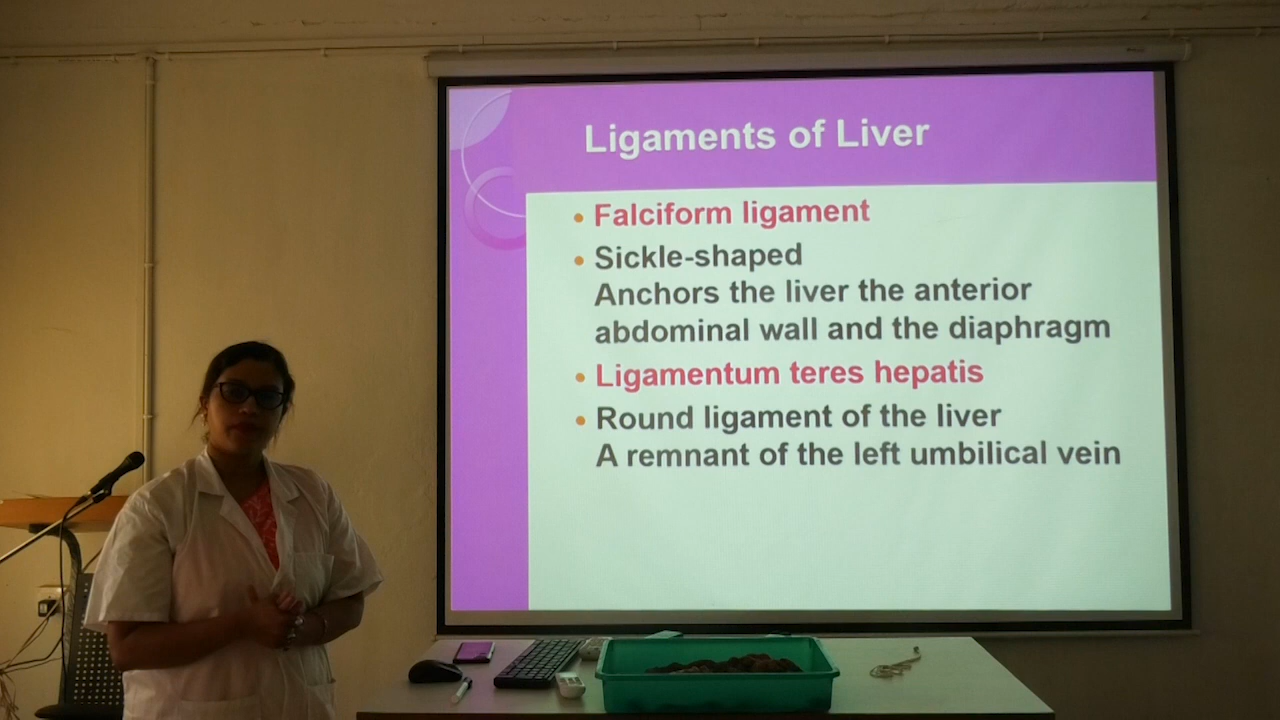 Ligaments of Liver
• Falciform ligament
• Sickle-shaped
Anchors the liver the anterior
abdominal wall and the diaphragm
• Ligamentum teres hepatis
• Round ligament of the liver
A remnant of the left umbilical vein